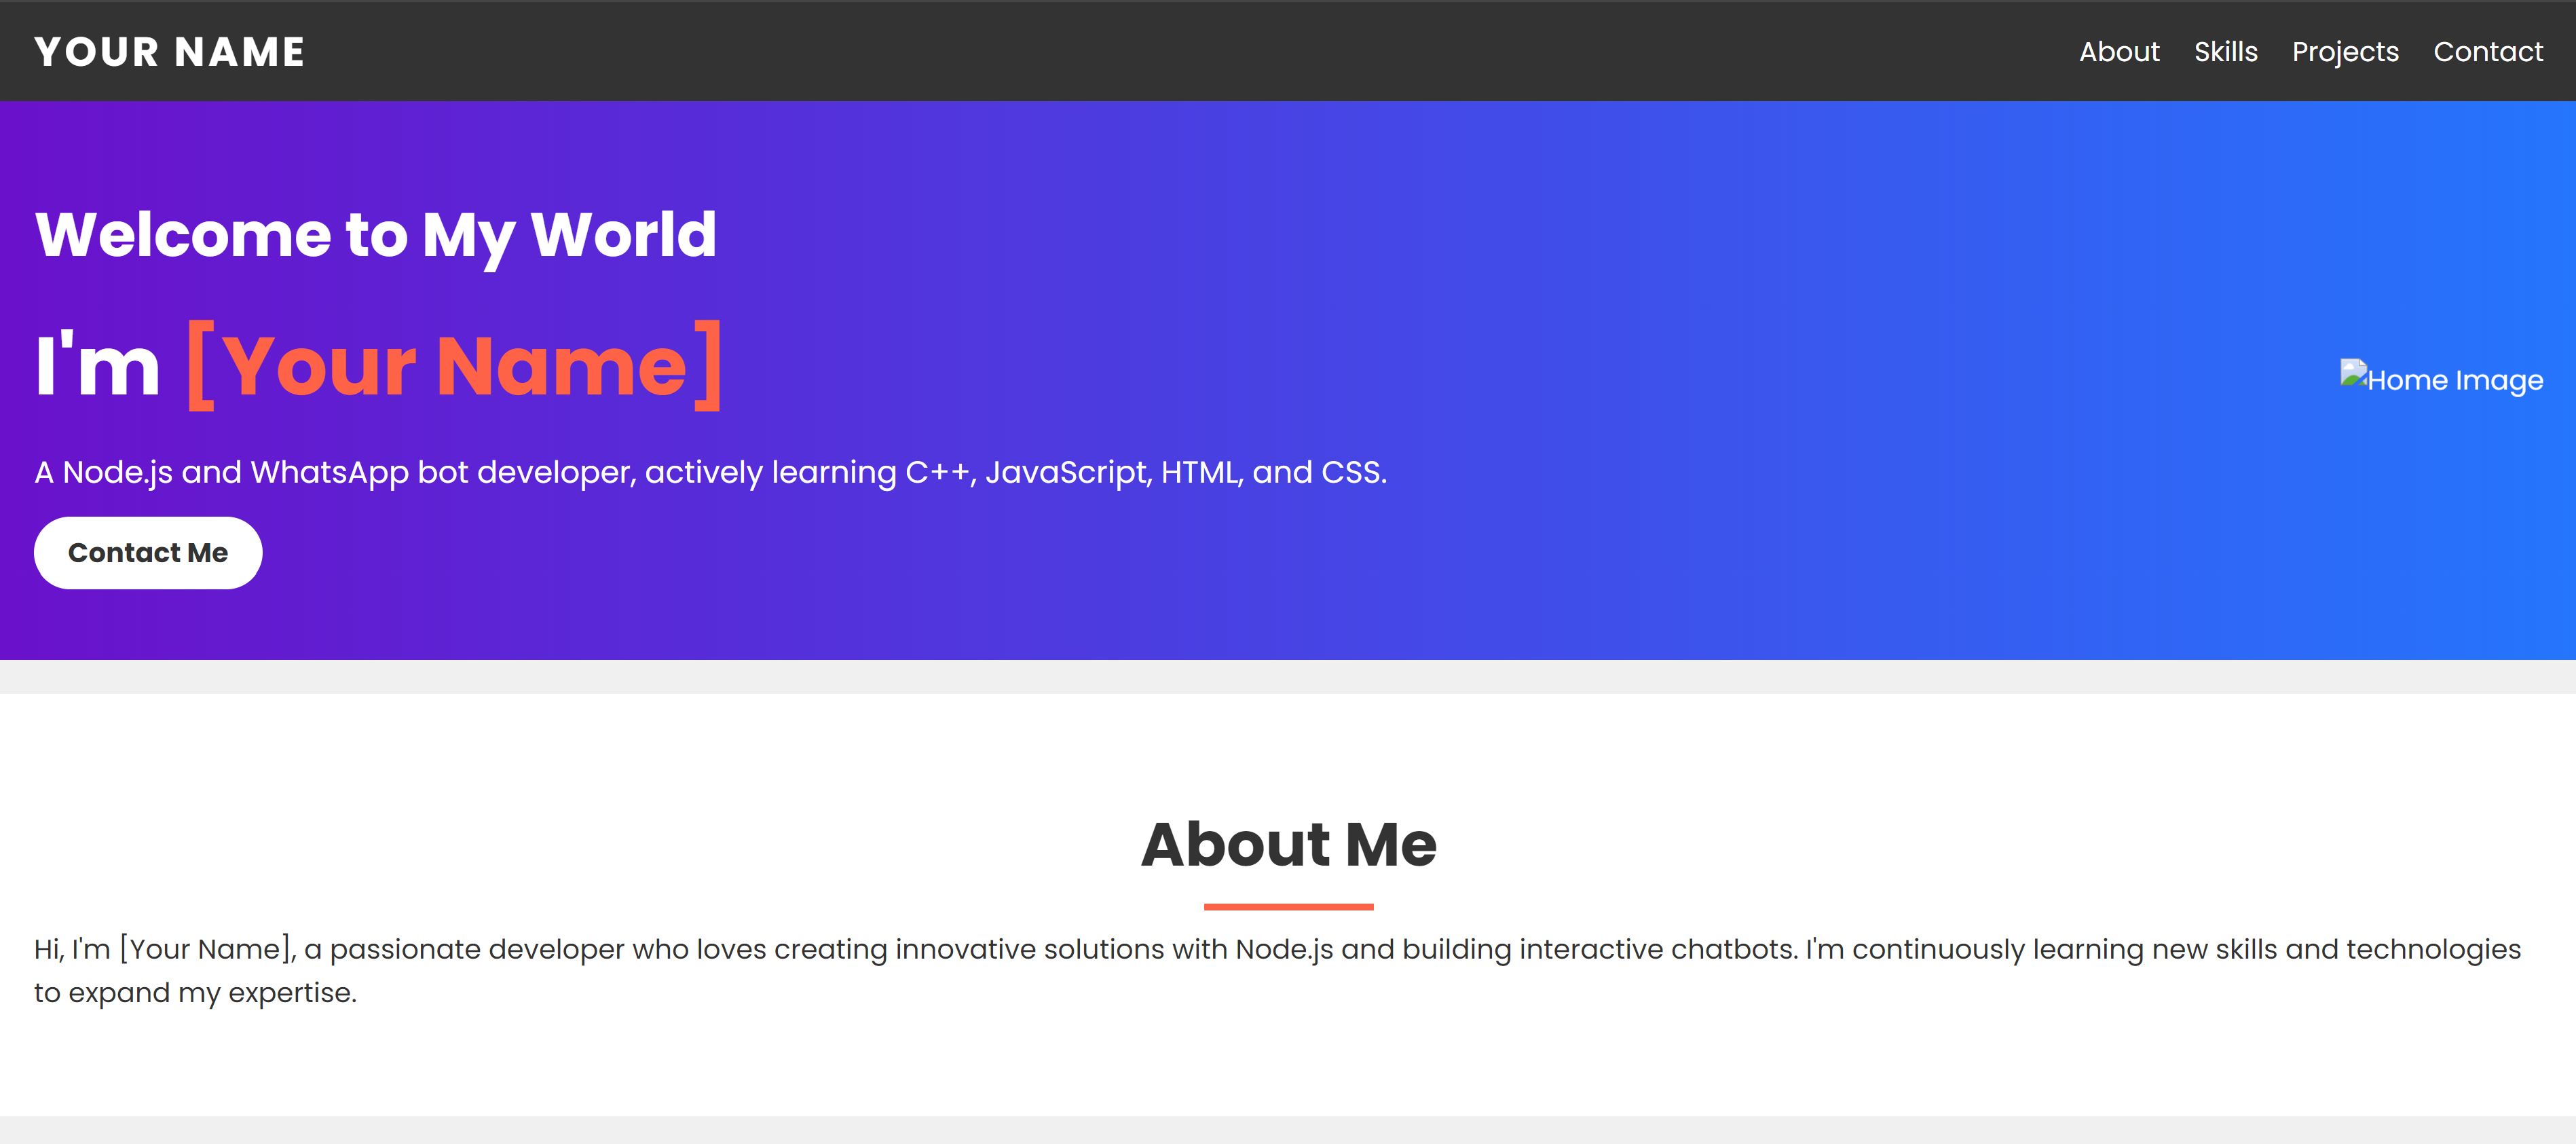 YOUR NAME
About Skills Projects Contact
Welcome to My World
I'm [Your Name]
Home Image
A Node.js and WhatsApp bot developer, actively learning C++, JavaScript, HTML, and CSS.
Contact Me
About Me
Hi, I'm [Your Name], a passionate developer who loves creating innovative solutions with Node.js and building interactive chatbots. I'm continuously learning new skills and technologies
to expand my expertise.